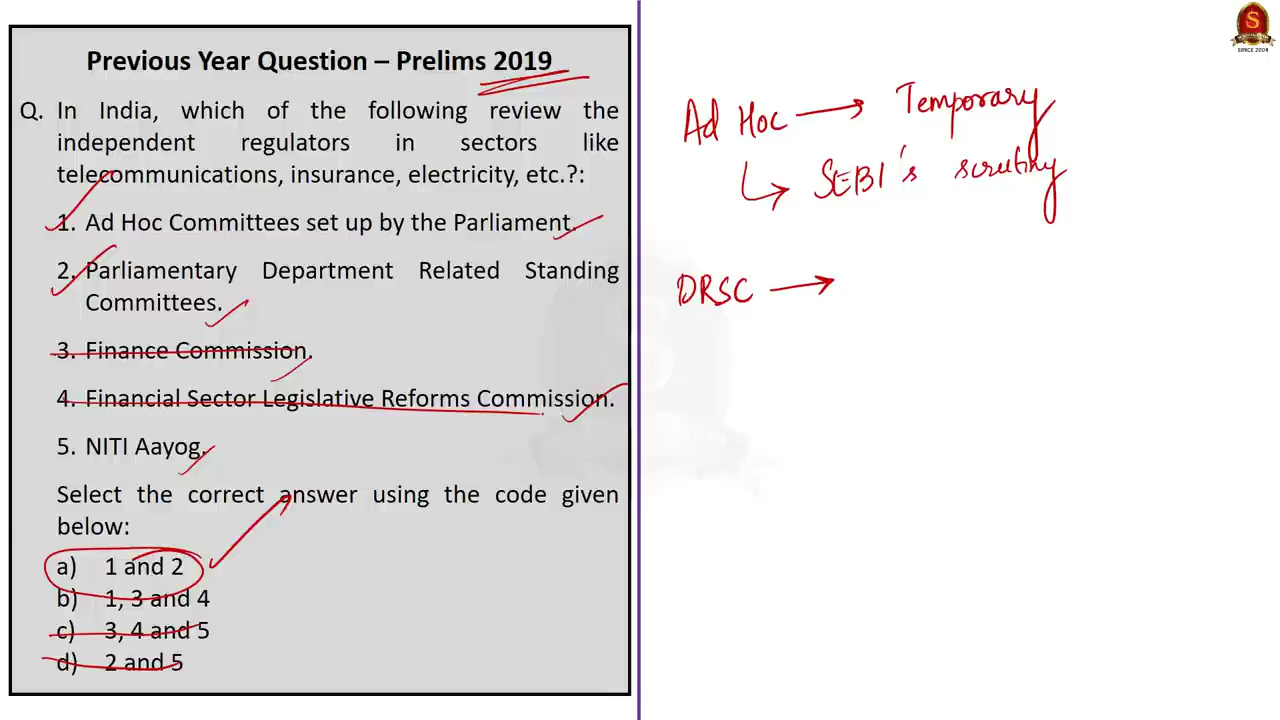 Previous Year Question – Prelims 2019
Q. In India, which of the following review the
independent regulators in sectors like
telecommunications, insurance, electricity, etc.?:
1. Ad Hoc Committees set up by the Parliament.
2. Parliamentary Department Related Standing
Committees.
3. Finance Commission.
4. Financial Sector Legislative Reforms Commission.
5. NITI Aayog.
Select the correct answer using the code given
below:
a) 1 and 2
b) 1, 3 and 4
c) 3, 4 and 5
d) 2 and 5
Ad Hoc → Temporary
↳ SEBI's scrutiny
DRSC →
S
SINCE 2004